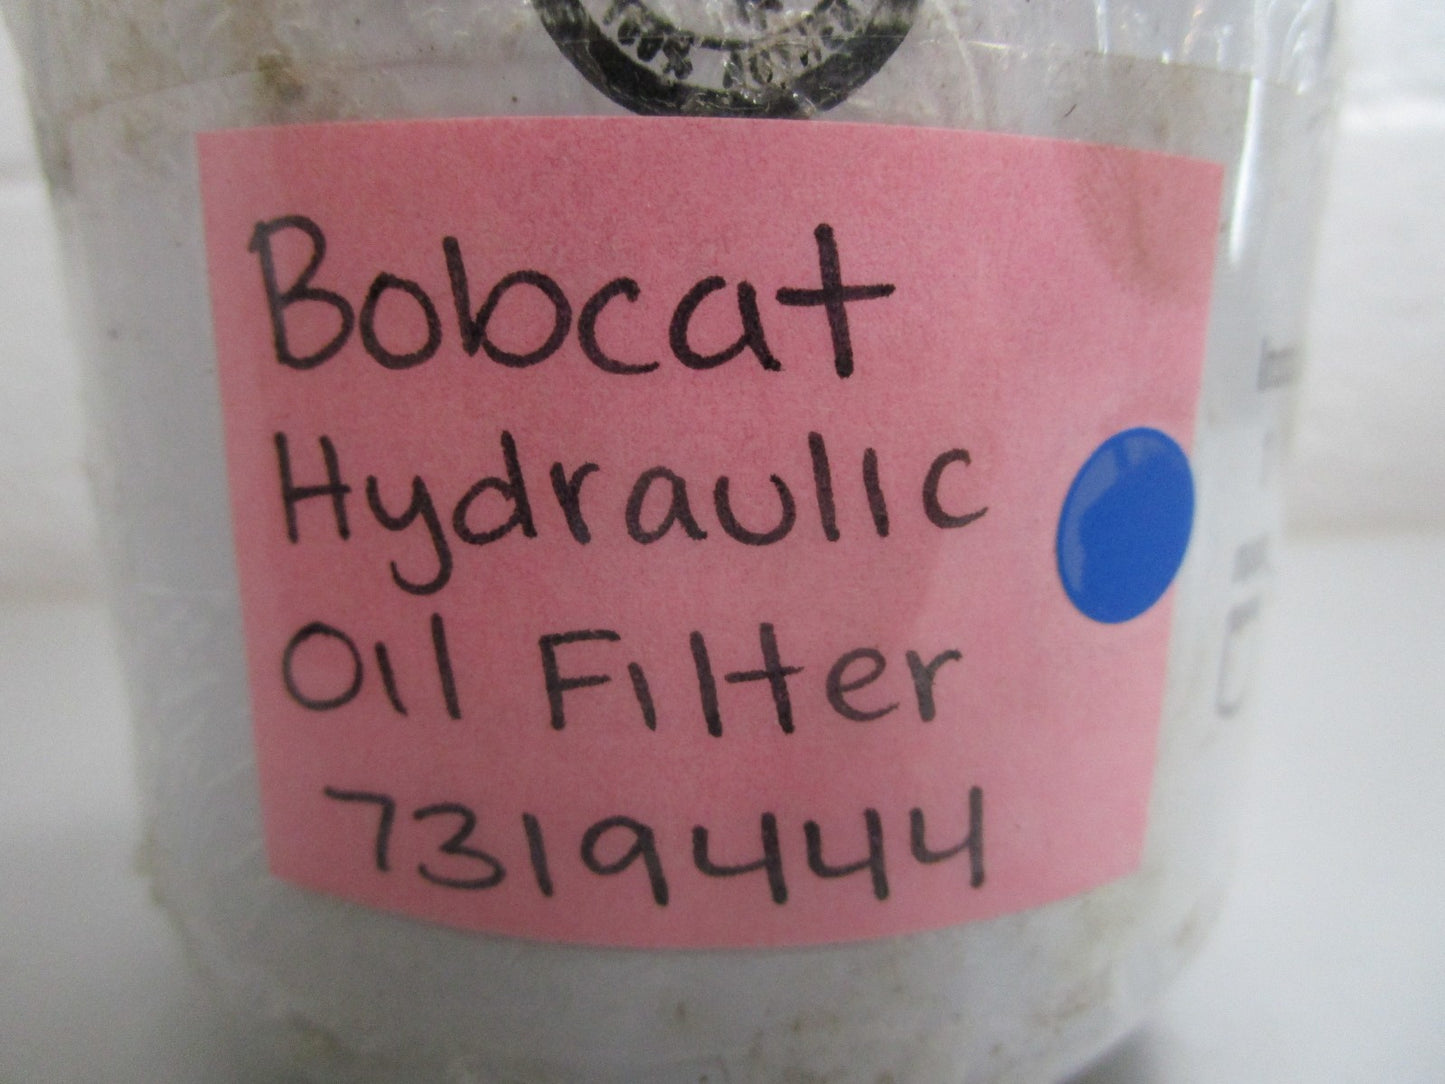 Bobcat
Hydraulic
Oil Filter
7319444